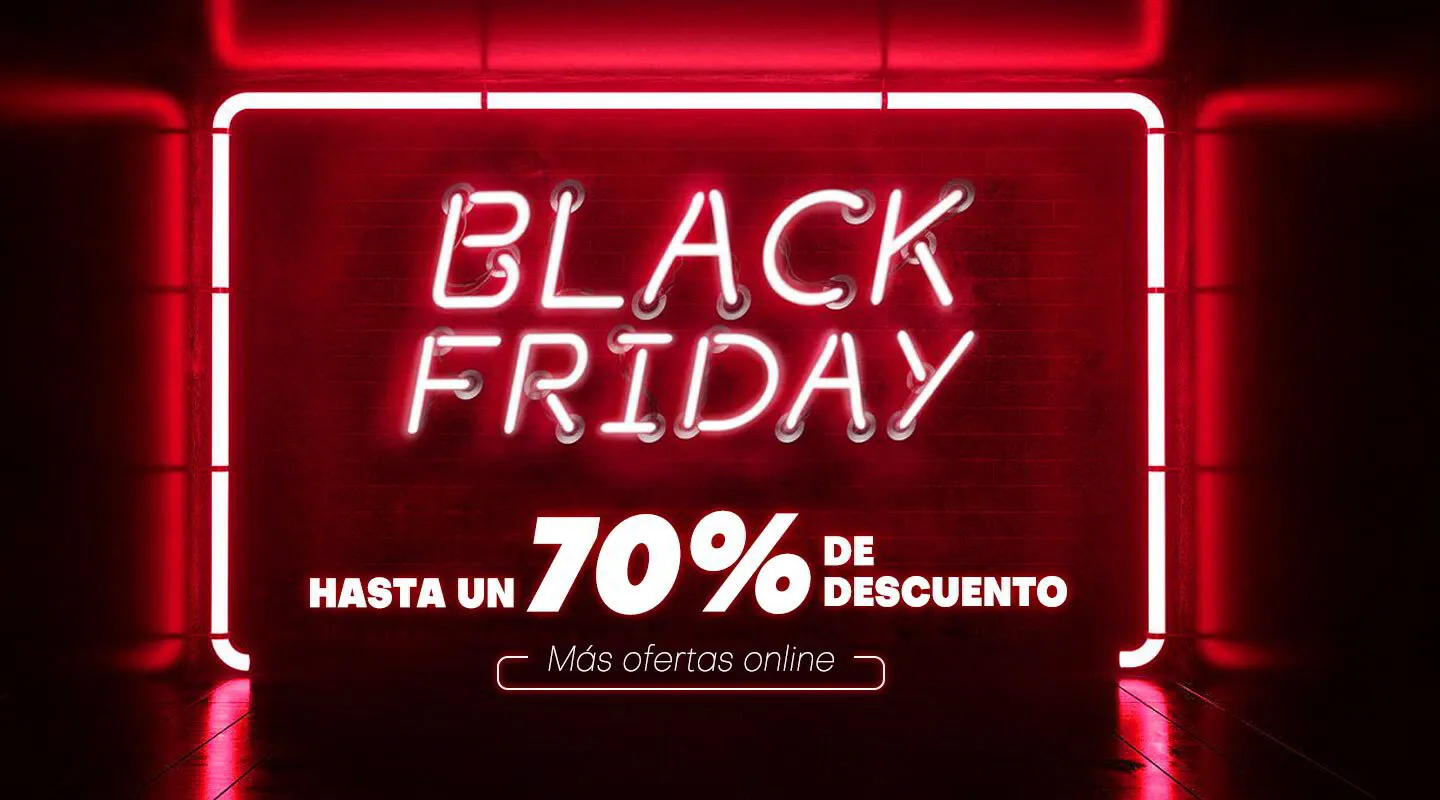 BLACK
FRIDAY
HASTA UN 70% DE
DESCUENTO
Más ofertas online